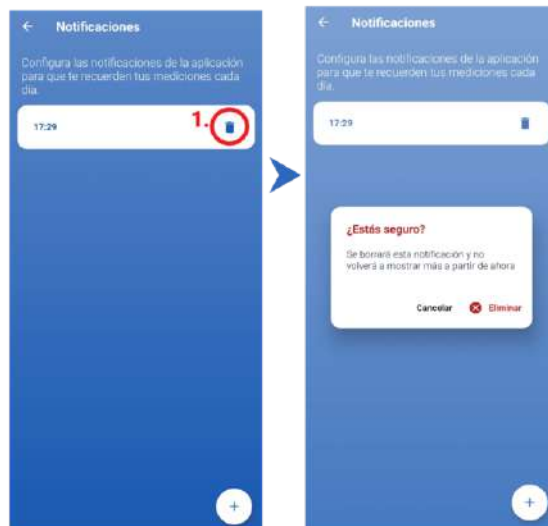 ← Notificaciones
Configura las notificaciones de la aplicación
para que te recuerden tus mediciones cada
día.
17:29
1.
+
← Notificaciones
Configura las notificaciones de la aplicación
para que te recuerden tus mediciones cada
día.
17:29
¿Estás seguro?
Se borrará esta notificación y no
volverá a mostrar más a partir de ahora
Cancelar Eliminar
+